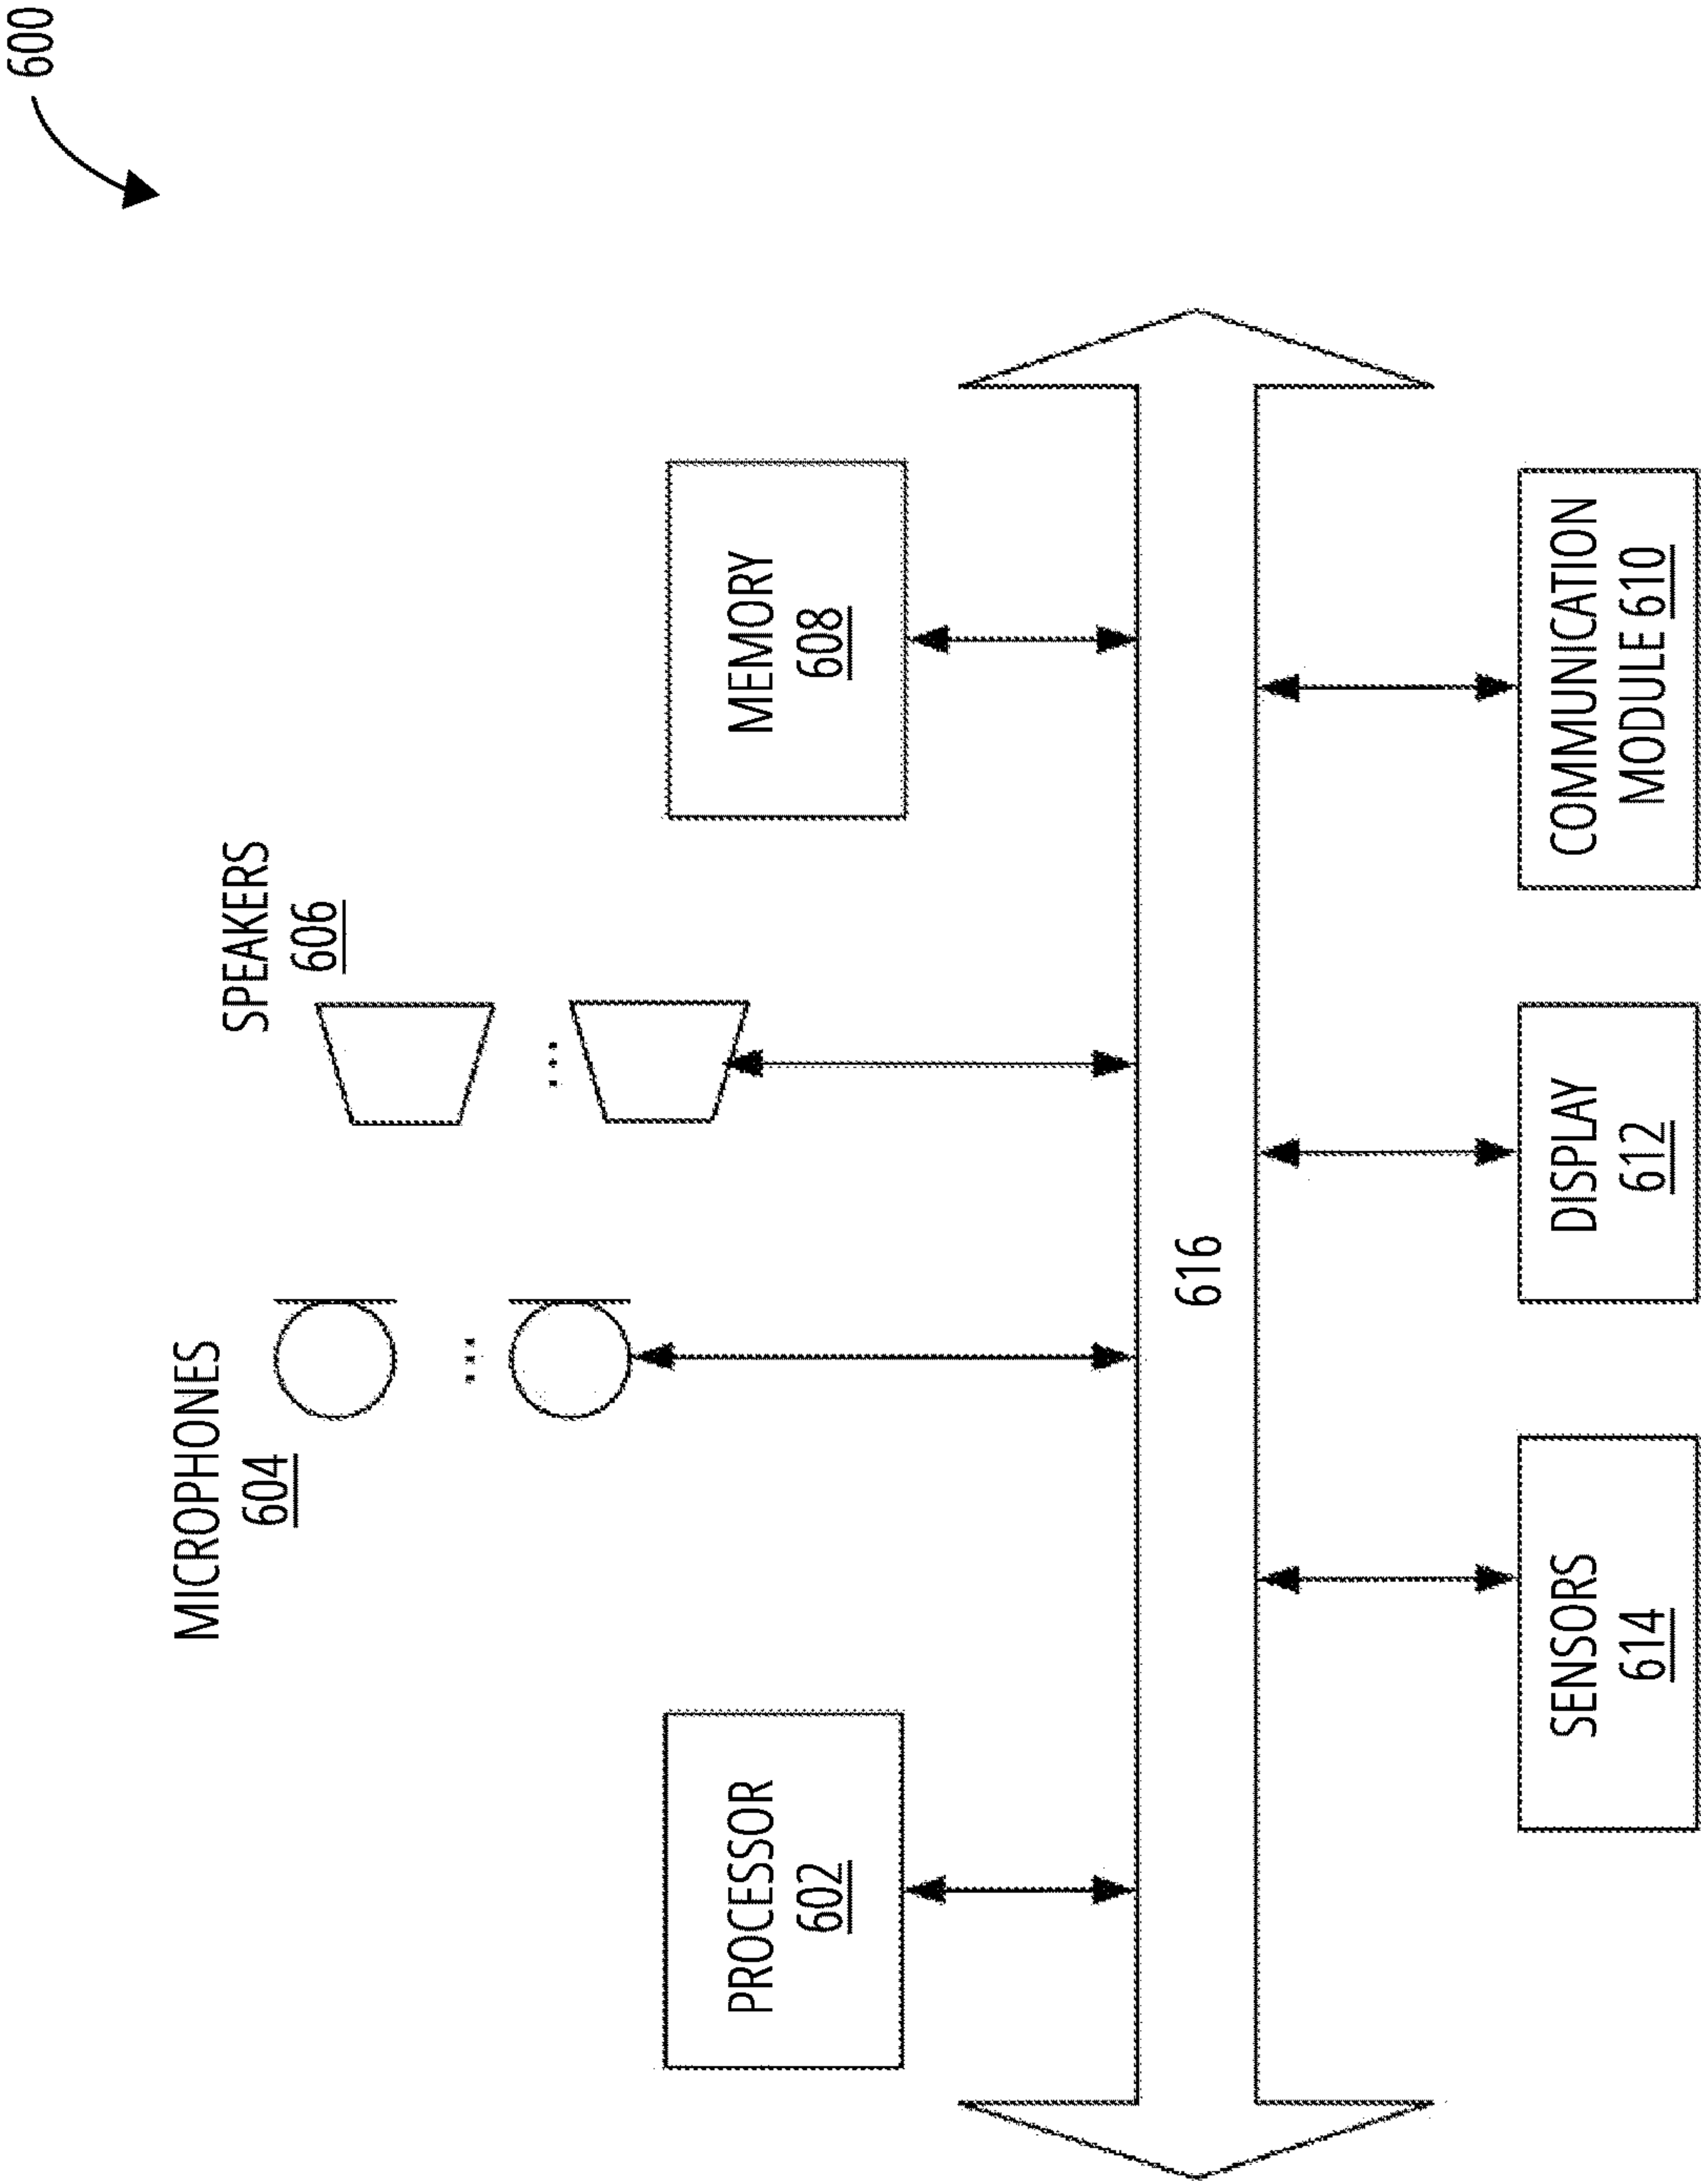 600
MICROPHONES
604
SPEAKERS
606
PROCESSOR
602
MEMORY
608
616
SENSORS
614
DISPLAY
612
COMMUNICATION
MODULE 610